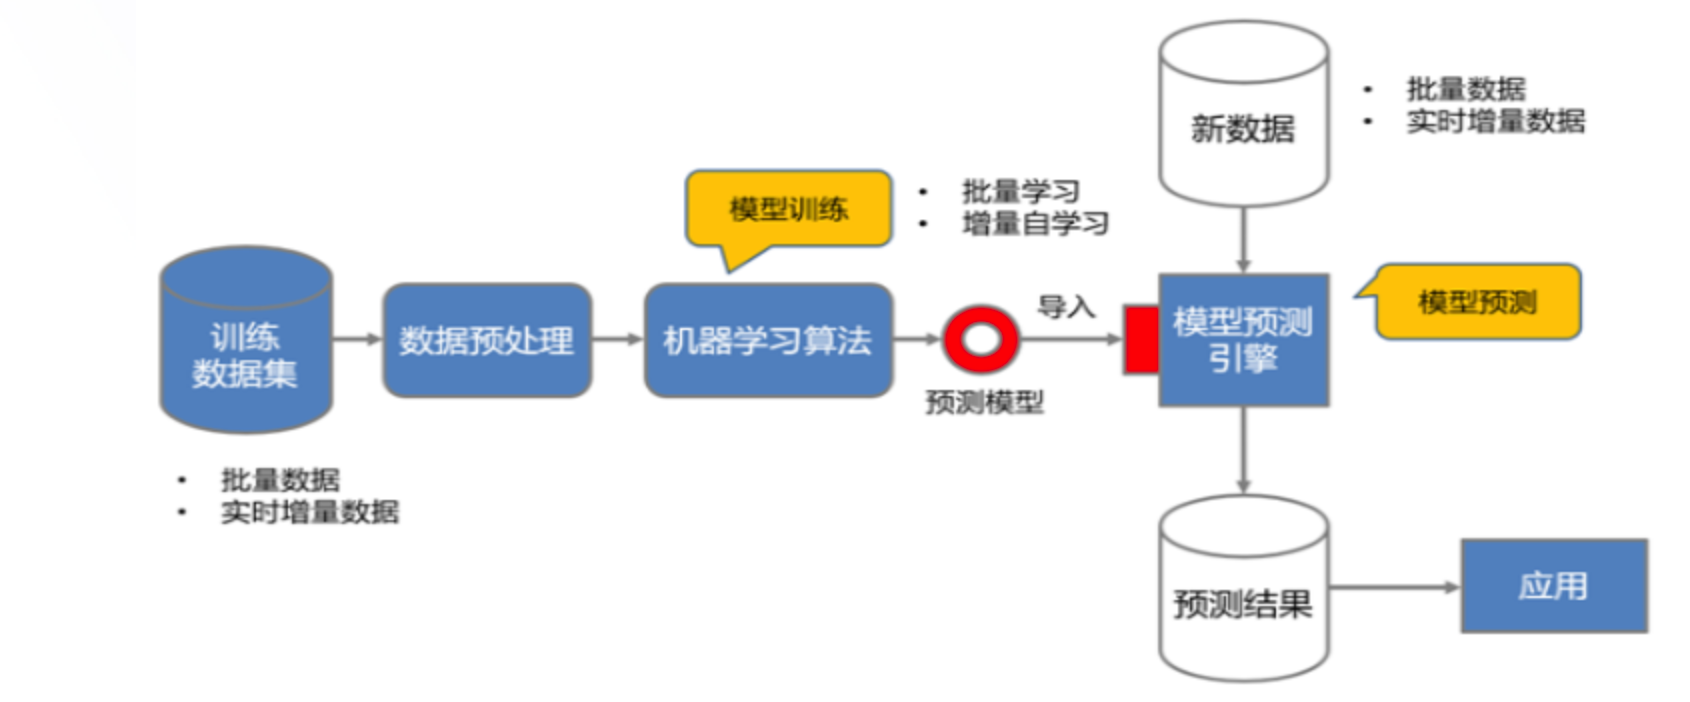 新数据
• 批量数据
• 实时增量数据
模型训练
• 批量学习
• 增量自学习
训练
数据集
数据预处理
机器学习算法
预测模型
导入
模型预测
引擎
模型预测
• 批量数据
• 实时增量数据
预测结果
应用